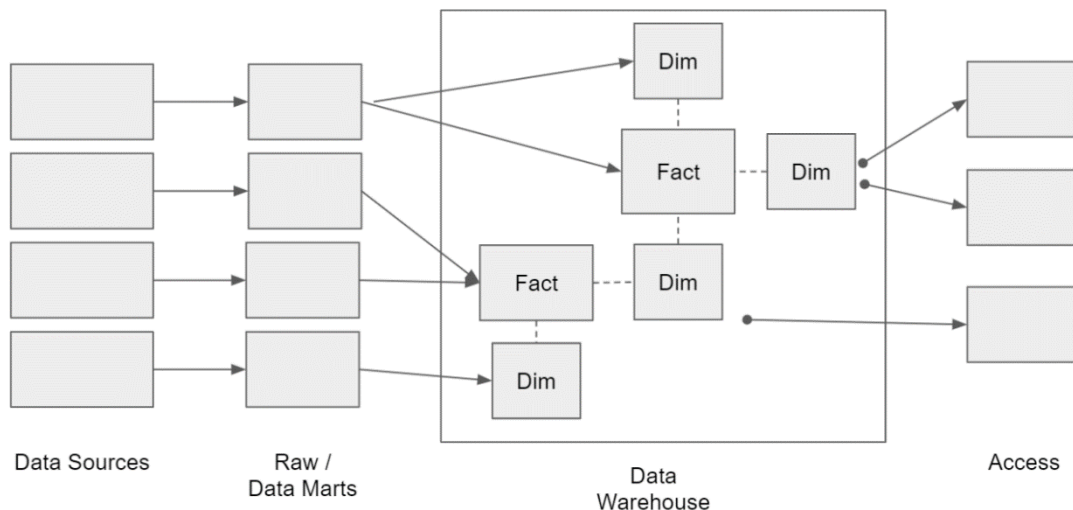 Dim
Fact
Dim
Fact
Dim
Dim
Data Sources
Raw /
Data Marts
Data
Warehouse
Access